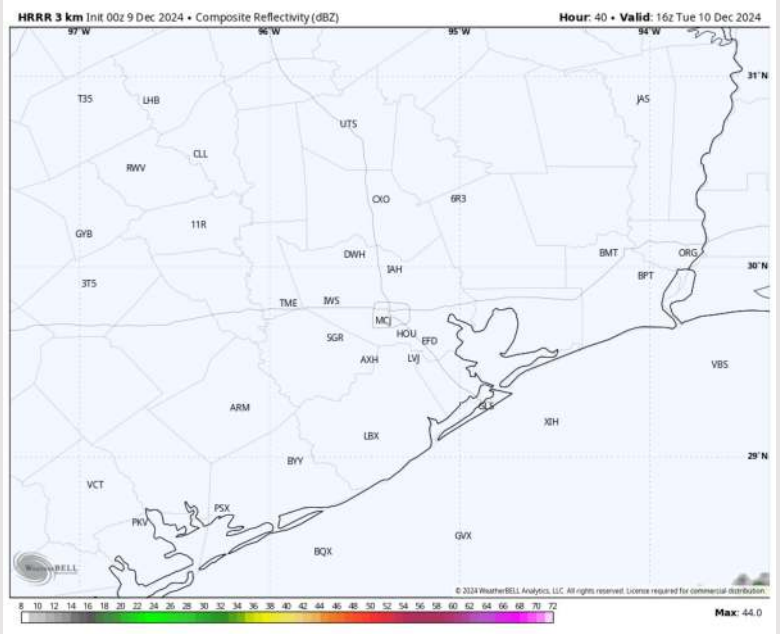 HRRR 3 km Init 00z 9 Dec 2024 • Composite Reflectivity (dBZ) Hour: 40 • Valid: 16z Tue 10 Dec 2024
97°W 96°W 95°W 94°W
31°N
T35 LHB JAS
UTS
CLL
RWV
CXO 6R3
11R
GYB
DWH BMT ORG
IAH 30°N
BPT
3T5
TME IWS
MCJ
SGR HOU
EFD
AXH LVJ
VBS
ARM GLS
XIH
LBX
29°N
BYY
VCT
PSX
PKV
GVX
BQX
WeatherBELL
© 2024 WeatherBELL Analytics, LLC. All rights reserved. License required for commercial distribution.
8 10 12 14 16 18 20 22 24 26 28 30 32 34 36 38 40 42 44 46 48 50 52 54 56 58 60 62 64 66 68 70 72 Max: 44.0